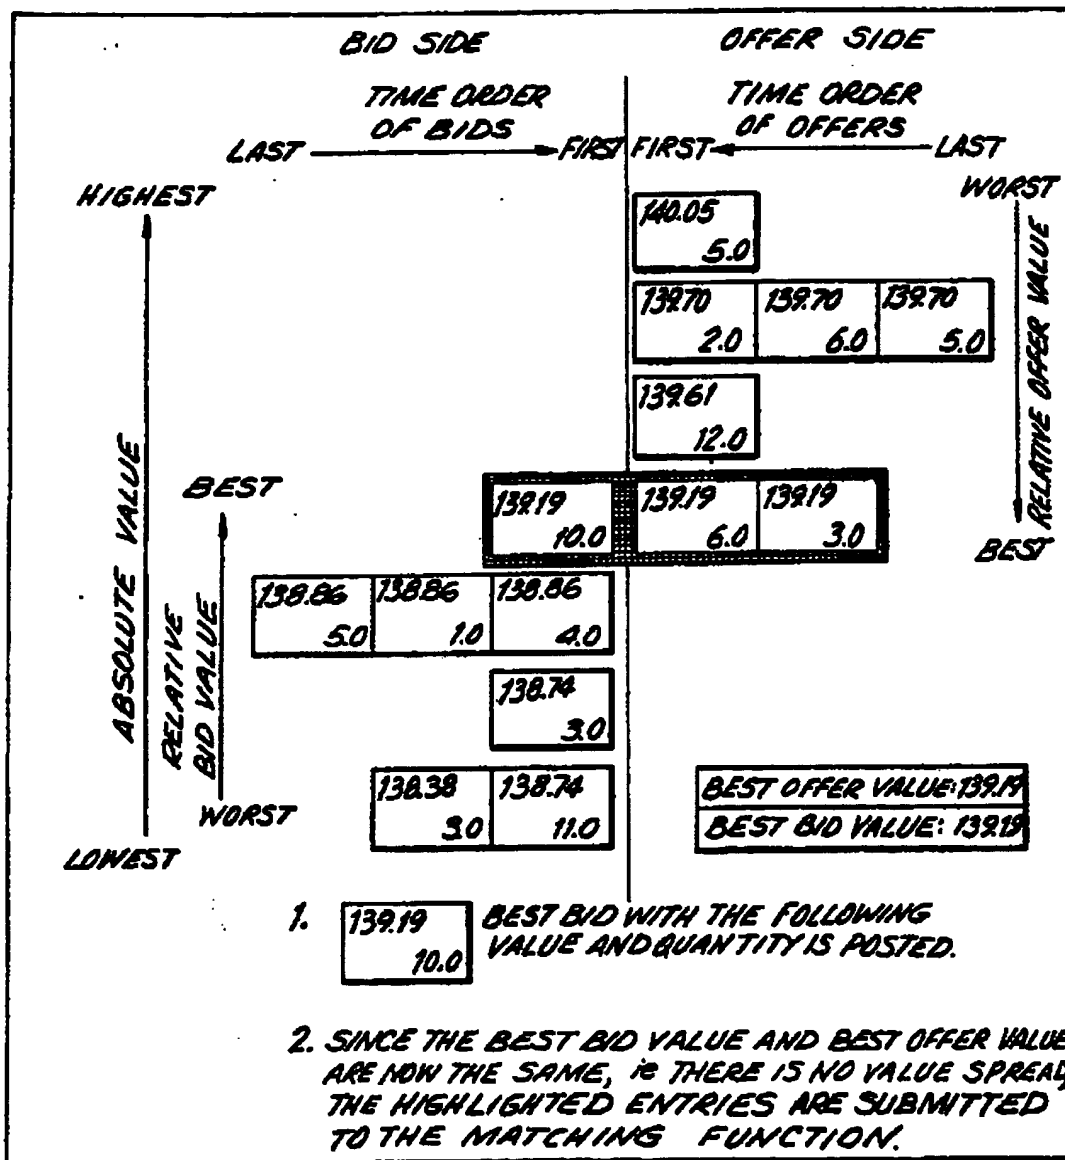 BID SIDE
OFFER SIDE
TIME ORDER
OF BIDS
TIME ORDER
OF OFFERS
LAST FIRST FIRST LAST
HIGHEST
WORST
140.05
5.0
139.70 139.70 139.70
2.0 6.0 5.0
139.61
12.0
RELATIVE OFFER VALUE
ABSOLUTE VALUE
BEST
139.19 139.19 139.19
10.0 6.0 3.0
BEST
138.86 138.86 138.86
5.0 1.0 4.0
RELATIVE
BID VALUE
138.74
3.0
138.38 138.74
3.0 11.0
WORST
LOWEST
BEST OFFER VALUE: 139.19
BEST BID VALUE: 139.19
1. 139.19 BEST BID WITH THE FOLLOWING
10.0 VALUE AND QUANTITY IS POSTED.
2. SINCE THE BEST BID VALUE AND BEST OFFER VALUE
ARE NOW THE SAME, ie THERE IS NO VALUE SPREAD,
THE HIGHLIGHTED ENTRIES ARE SUBMITTED
TO THE MATCHING FUNCTION.